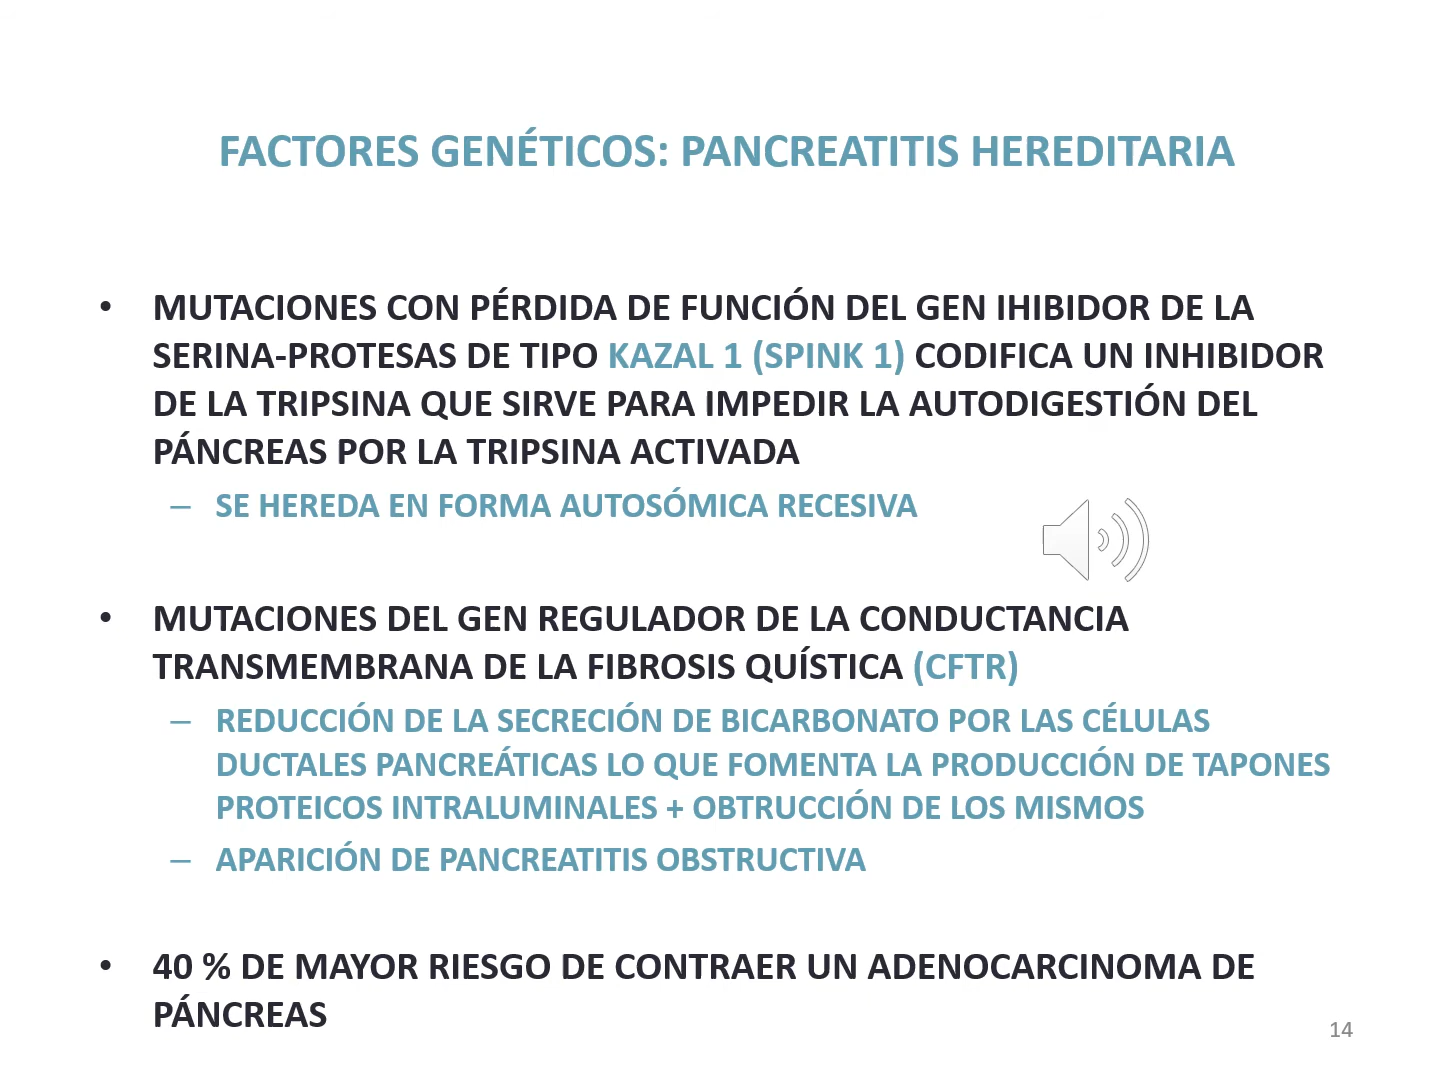 FACTORES GENÉTICOS: PANCREATITIS HEREDITARIA
• MUTACIONES CON PÉRDIDA DE FUNCIÓN DEL GEN IHIBIDOR DE LA
SERINA-PROTESAS DE TIPO KAZAL 1 (SPINK 1) CODIFICA UN INHIBIDOR
DE LA TRIPSINA QUE SIRVE PARA IMPEDIR LA AUTODIGESTIÓN DEL
PÁNCREAS POR LA TRIPSINA ACTIVADA
– SE HEREDA EN FORMA AUTOSÓMICA RECESIVA
• MUTACIONES DEL GEN REGULADOR DE LA CONDUCTANCIA
TRANSMEMBRANA DE LA FIBROSIS QUÍSTICA (CFTR)
– REDUCCIÓN DE LA SECRECIÓN DE BICARBONATO POR LAS CÉLULAS
DUCTALES PANCREÁTICAS LO QUE FOMENTA LA PRODUCCIÓN DE TAPONES
PROTEICOS INTRALUMINALES + OBTRUCCIÓN DE LOS MISMOS
– APARICIÓN DE PANCREATITIS OBSTRUCTIVA
• 40 % DE MAYOR RIESGO DE CONTRAER UN ADENOCARCINOMA DE
PÁNCREAS
14